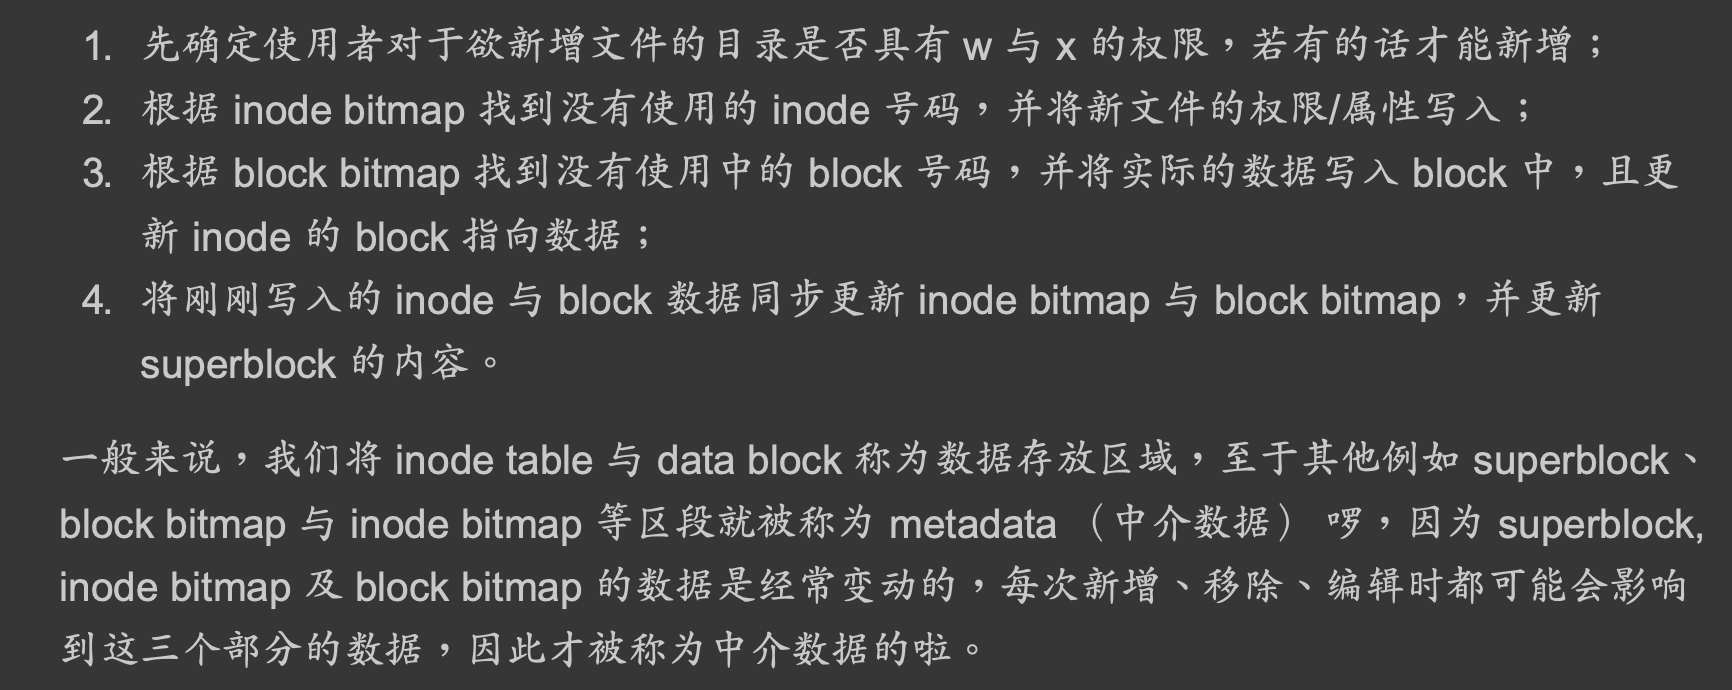 1. 先确定使用者对于欲新增文件的目录是否具有 w 与 x 的权限，若有的话才能新增；
2. 根据 inode bitmap 找到没有使用的 inode 号码，并将新文件的权限/属性写入；
3. 根据 block bitmap 找到没有使用中的 block 号码，并将实际的数据写入 block 中，且更
新 inode 的 block 指向数据；
4. 将刚刚写入的 inode 与 block 数据同步更新 inode bitmap 与 block bitmap，并更新
superblock 的内容。
一般来说，我们将 inode table 与 data block 称为数据存放区域，至于其他例如 superblock、
block bitmap 与 inode bitmap 等区段就被称为 metadata （中介数据） 啰，因为 superblock,
inode bitmap 及 block bitmap 的数据是经常变动的，每次新增、移除、编辑时都可能会影响
到这三个部分的数据，因此才被称为中介数据的啦。